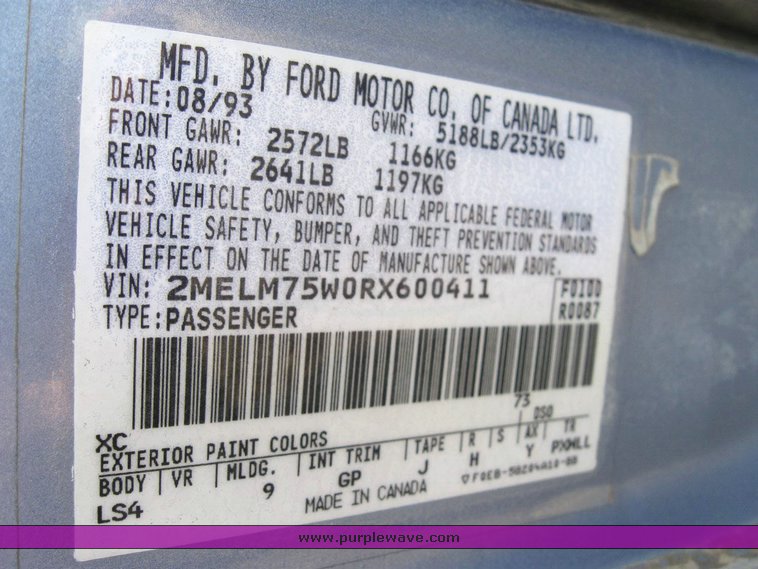 MFD. BY FORD MOTOR CO. OF CANADA LTD.
DATE: 08/93 GVWR: 5188LB/2353KG
FRONT GAWR: 2572LB 1166KG
REAR GAWR: 2641LB 1197KG
THIS VEHICLE CONFORMS TO ALL APPLICABLE FEDERAL MOTOR
VEHICLE SAFETY, BUMPER, AND THEFT PREVENTION STANDARDS
IN EFFECT ON THE DATE OF MANUFACTURE SHOWN ABOVE.
VIN: 2MELM75W0RX600411 F0100
TYPE: PASSENGER R0087
73
XC DSO
EXTERIOR PAINT COLORS
BODY VR MLDG. INT TRIM TAPE R S AX TR
LS4 9 GP J H Y
MADE IN CANADA
www.purplewave.com